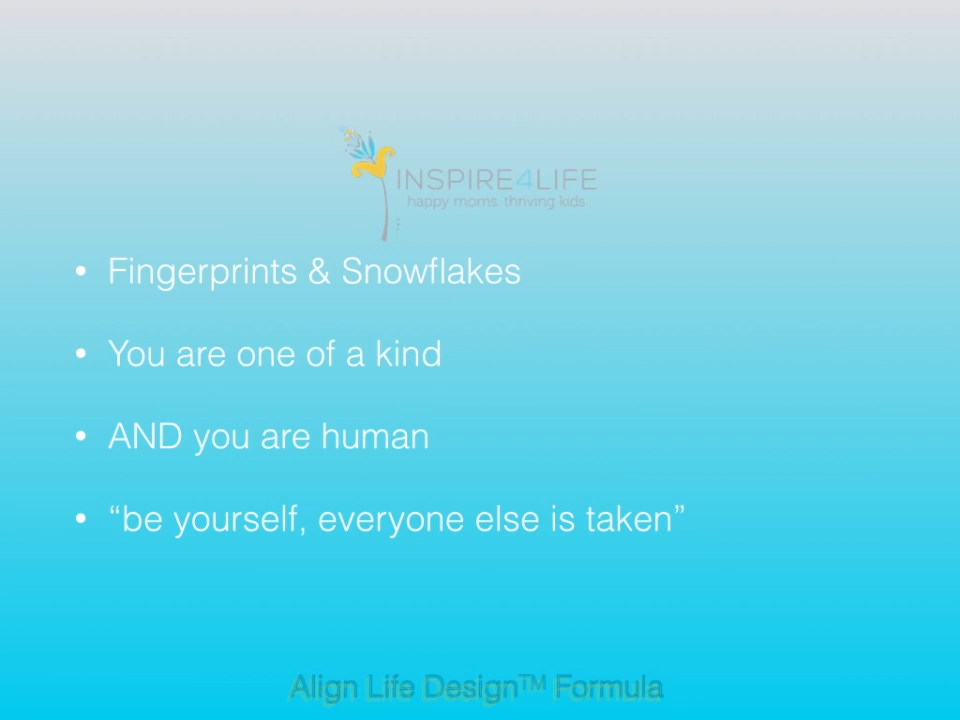 INSPIRE4LIFE
happy moms. thriving kids.
• Fingerprints & Snowflakes
• You are one of a kind
• AND you are human
• “be yourself, everyone else is taken”
Align Life Design™ Formula